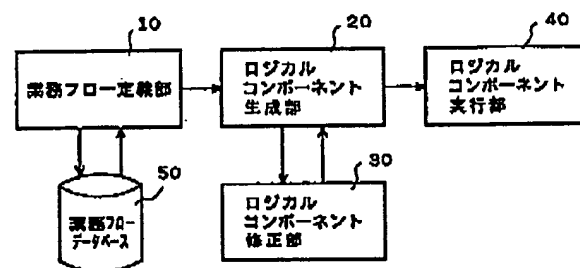 10
20
40
業務フロー定義部
ロジカル
コンポーネント
生成部
ロジカル
コンポーネント
実行部
50
30
業務フロー
データベース
ロジカル
コンポーネント
修正部